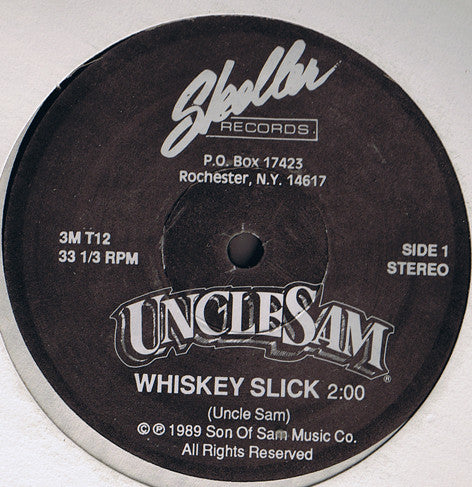 Skeller
RECORDS.
P.O. Box 17423
Rochester, N.Y. 14617
3M T12
33 1/3 RPM
SIDE 1
STEREO
UNCLE SAM®
WHISKEY SLICK 2:00
(Uncle Sam)
© ℗ 1989 Son Of Sam Music Co.
All Rights Reserved